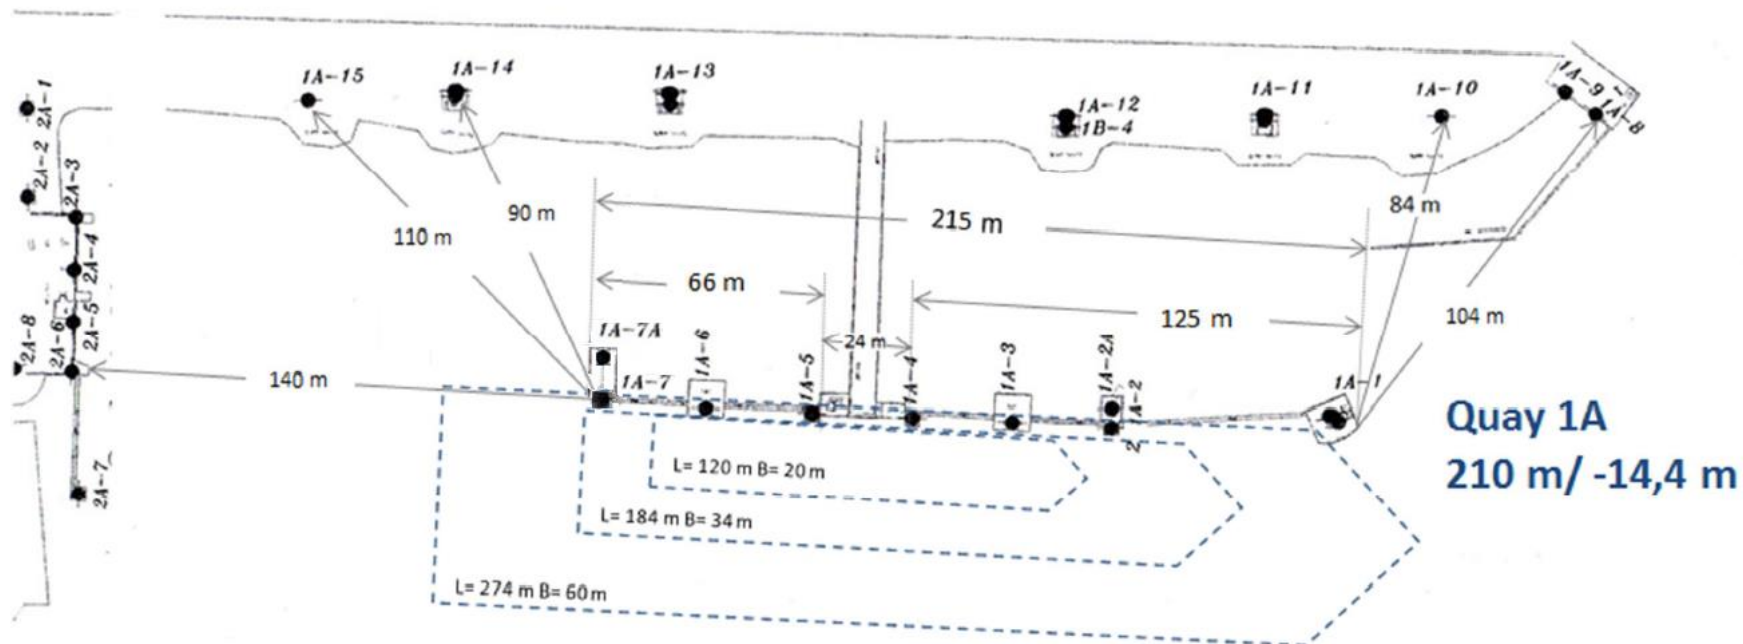 1A-15
1A-14
1A-13
1A-12
1B-4
1A-11
1A-10
1A-9
1A-8
2A-1
2A-2
2A-3
2A-4
2A-5
2A-6
2A-8
2A-7
110 m
90 m
215 m
84 m
104 m
66 m
24 m
125 m
140 m
1A-7A
1A-7
1A-6
1A-5
1A-4
1A-3
1A-2A
1A-2
2
1A-1
L= 120 m B= 20 m
L= 184 m B= 34 m
L= 274 m B= 60 m
Quay 1A
210 m/ -14,4 m